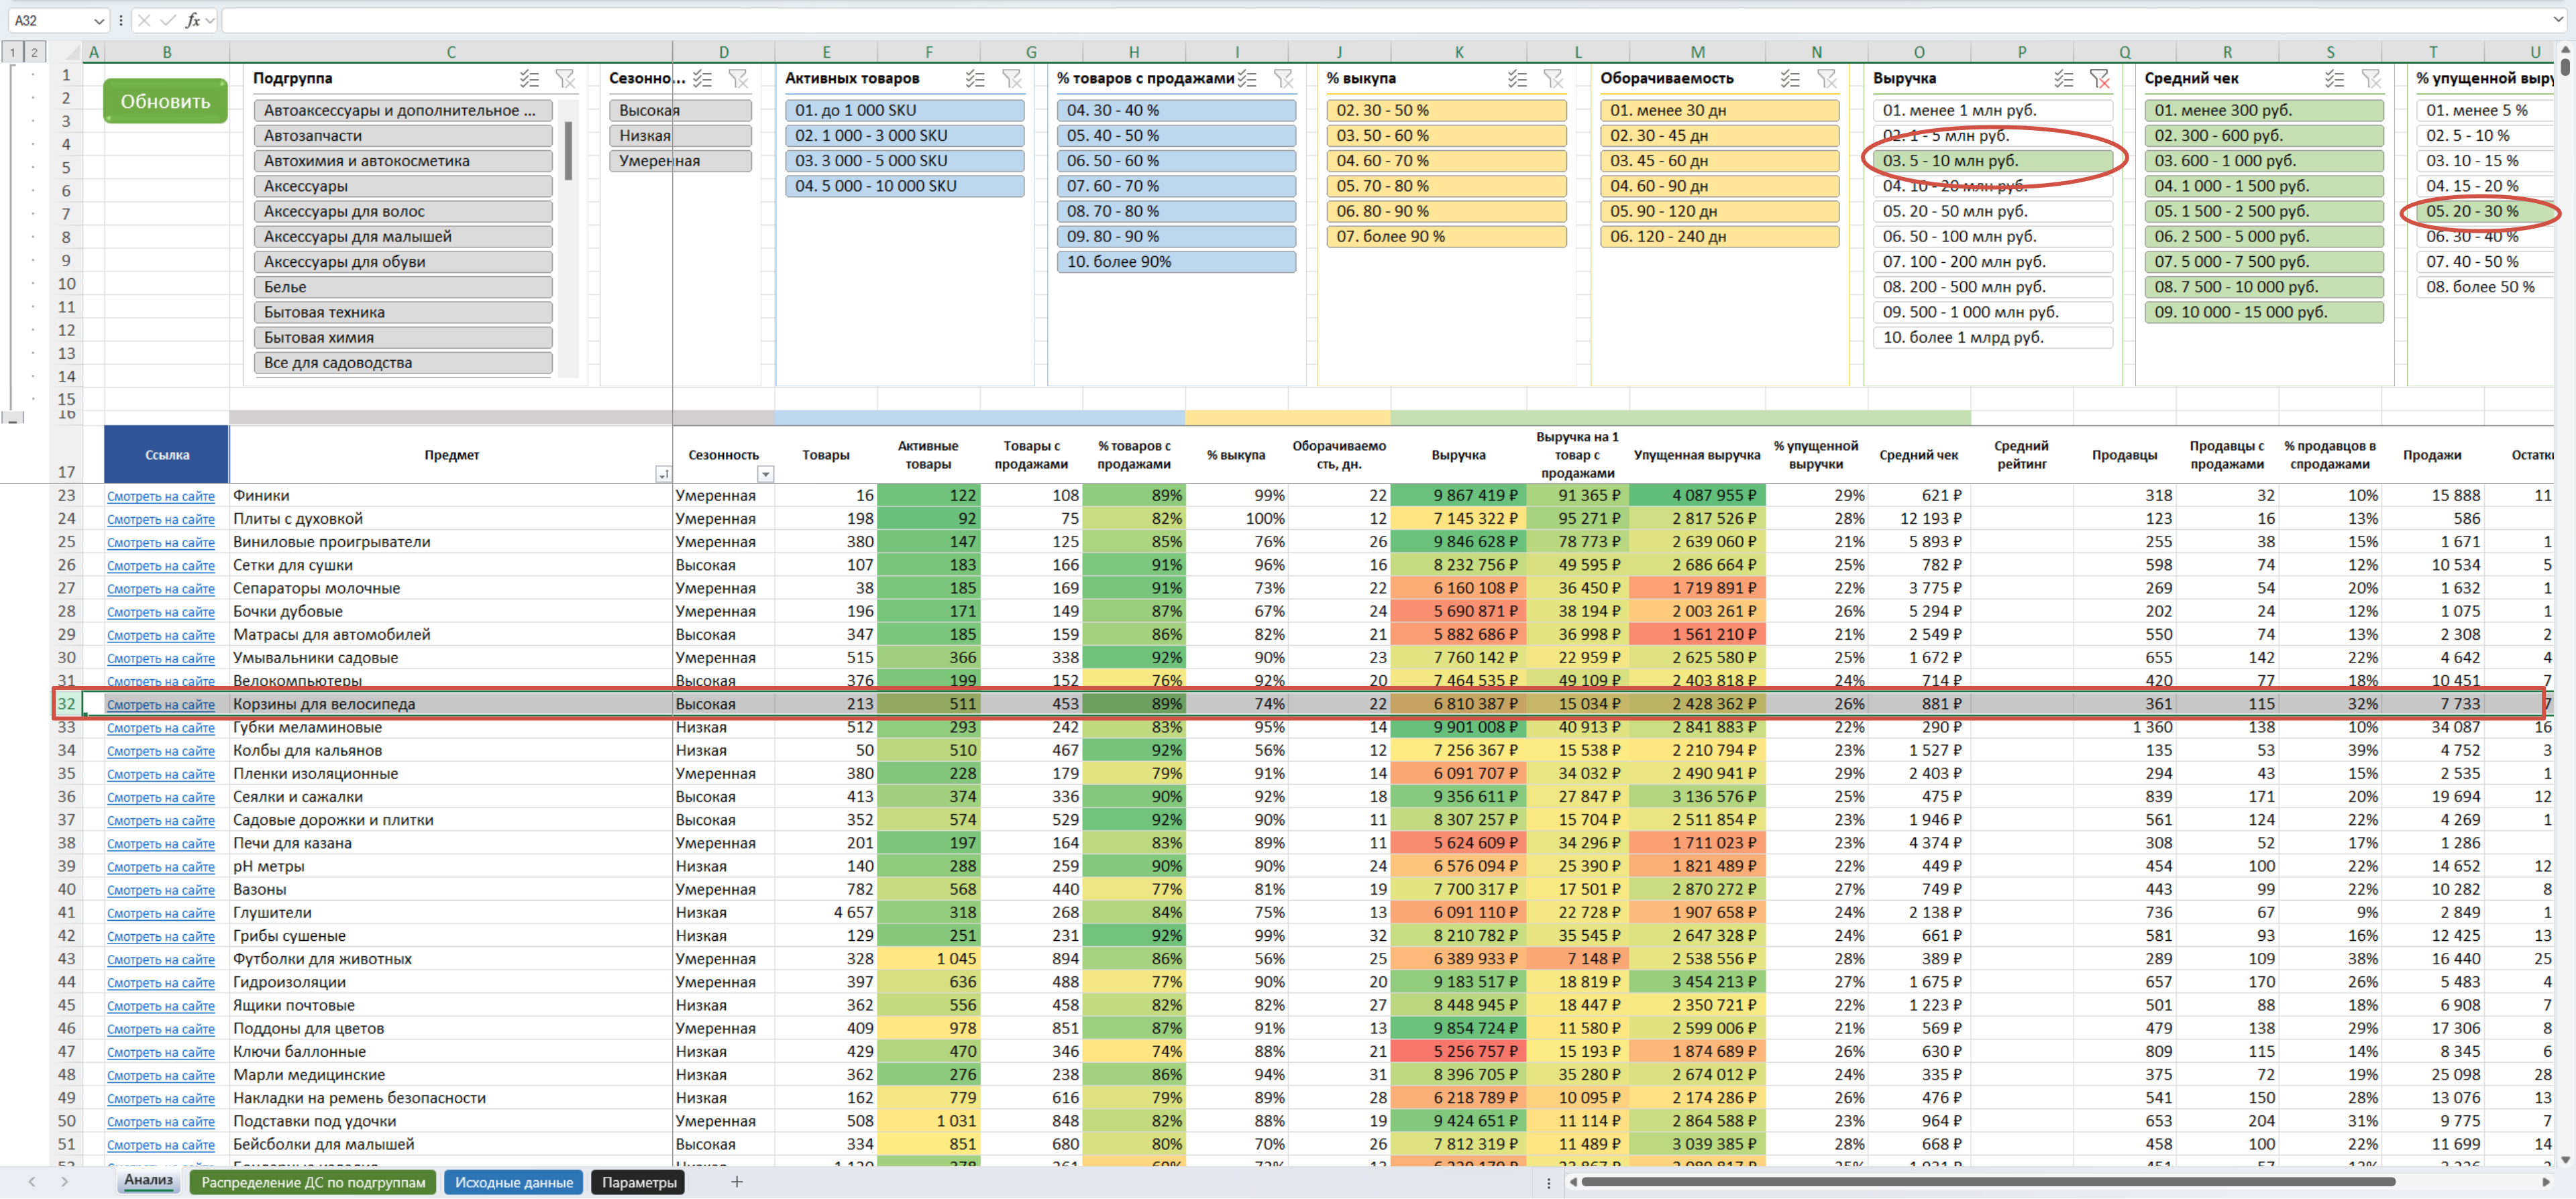 A32 fx
1 2 A B C D E F G H I J K L M N O P Q R S T U
1 Подгруппа Сезонно... Активных товаров % товаров с продажами % выкупа Оборачиваемость Выручка Средний чек % упущенной выру
2 Обновить Автоаксессуары и дополнительное ... Высокая 01. до 1 000 SKU 04. 30 - 40 % 02. 30 - 50 % 01. менее 30 дн 01. менее 1 млн руб. 01. менее 300 руб. 01. менее 5 %
3 Автозапчасти Низкая 02. 1 000 - 3 000 SKU 05. 40 - 50 % 03. 50 - 60 % 02. 30 - 45 дн 02. 1 - 5 млн руб. 02. 300 - 600 руб. 02. 5 - 10 %
4 Автохимия и автокосметика Умеренная 03. 3 000 - 5 000 SKU 06. 50 - 60 % 04. 60 - 70 % 03. 45 - 60 дн 03. 5 - 10 млн руб. 03. 600 - 1 000 руб. 03. 10 - 15 %
5 Аксессуары 04. 5 000 - 10 000 SKU 07. 60 - 70 % 05. 70 - 80 % 04. 60 - 90 дн 04. 10 - 20 млн руб. 04. 1 000 - 1 500 руб. 04. 15 - 20 %
6 Аксессуары для волос 08. 70 - 80 % 06. 80 - 90 % 05. 90 - 120 дн 05. 20 - 50 млн руб. 05. 1 500 - 2 500 руб. 05. 20 - 30 %
7 Аксессуары для малышей 09. 80 - 90 % 07. более 90 % 06. 120 - 240 дн 06. 50 - 100 млн руб. 06. 2 500 - 5 000 руб. 06. 30 - 40 %
8 Аксессуары для обуви 10. более 90% 07. 100 - 200 млн руб. 07. 5 000 - 7 500 руб. 07. 40 - 50 %
9 Белье 08. 200 - 500 млн руб. 08. 7 500 - 10 000 руб. 08. более 50 %
10 Бытовая техника 09. 500 - 1 000 млн руб. 09. 10 000 - 15 000 руб.
11 Бытовая химия 10. более 1 млрд руб.
12 Все для садоводства
13
14
15
16
17 Ссылка Предмет Сезонность Товары Активные товары Товары с продажами % товаров с продажами % выкупа Оборачиваемо сть, дн. Выручка Выручка на 1 товар с продажами Упущенная выручка % упущенной выручки Средний чек Средний рейтинг Продавцы Продавцы с продажами % продавцов в спродажами Продажи Остатки
23 Смотреть на сайте Финики Умеренная 16 122 108 89% 99% 22 9 867 419 ₽ 91 365 ₽ 4 087 955 ₽ 29% 621 ₽ 318 32 10% 15 888 11
24 Смотреть на сайте Плиты с духовкой Умеренная 198 92 75 82% 100% 12 7 145 322 ₽ 95 271 ₽ 2 817 526 ₽ 28% 12 193 ₽ 123 16 13% 586
25 Смотреть на сайте Виниловые проигрыватели Умеренная 380 147 125 85% 76% 26 9 846 628 ₽ 78 773 ₽ 2 639 060 ₽ 21% 5 893 ₽ 255 38 15% 1 671 1
26 Смотреть на сайте Сетки для сушки Высокая 107 183 166 91% 96% 16 8 232 756 ₽ 49 595 ₽ 2 686 664 ₽ 25% 782 ₽ 598 74 12% 10 534 5
27 Смотреть на сайте Сепараторы молочные Умеренная 38 185 169 91% 73% 22 6 160 108 ₽ 36 450 ₽ 1 719 891 ₽ 22% 3 775 ₽ 269 54 20% 1 632 1
28 Смотреть на сайте Бочки дубовые Умеренная 196 171 149 87% 67% 24 5 690 871 ₽ 38 194 ₽ 2 003 261 ₽ 26% 5 294 ₽ 202 24 12% 1 075 1
29 Смотреть на сайте Матрасы для автомобилей Высокая 347 185 159 86% 82% 21 5 882 686 ₽ 36 998 ₽ 1 561 210 ₽ 21% 2 549 ₽ 550 74 13% 2 308 2
30 Смотреть на сайте Умывальники садовые Умеренная 515 366 338 92% 90% 23 7 760 142 ₽ 22 959 ₽ 2 625 580 ₽ 25% 1 672 ₽ 655 142 22% 4 642 4
31 Смотреть на сайте Велокомпьютеры Высокая 376 199 152 76% 92% 20 7 464 535 ₽ 49 109 ₽ 2 403 818 ₽ 24% 714 ₽ 420 77 18% 10 451 7
32 Смотреть на сайте Корзины для велосипеда Высокая 213 511 453 89% 74% 22 6 810 387 ₽ 15 034 ₽ 2 428 362 ₽ 26% 881 ₽ 361 115 32% 7 733 7
33 Смотреть на сайте Губки меламиновые Низкая 512 293 242 83% 95% 14 9 901 008 ₽ 40 913 ₽ 2 841 883 ₽ 22% 290 ₽ 1 360 138 10% 34 087 16
34 Смотреть на сайте Колбы для кальянов Низкая 50 510 467 92% 56% 12 7 256 367 ₽ 15 538 ₽ 2 210 794 ₽ 23% 1 527 ₽ 135 53 39% 4 752 3
35 Смотреть на сайте Пленки изоляционные Умеренная 380 228 179 79% 91% 14 6 091 707 ₽ 34 032 ₽ 2 490 941 ₽ 29% 2 403 ₽ 294 43 15% 2 535 1
36 Смотреть на сайте Сеялки и сажалки Высокая 413 374 336 90% 92% 18 9 356 611 ₽ 27 847 ₽ 3 136 576 ₽ 25% 475 ₽ 839 171 20% 19 694 12
37 Смотреть на сайте Садовые дорожки и плитки Высокая 352 574 529 92% 90% 11 8 307 257 ₽ 15 704 ₽ 2 511 854 ₽ 23% 1 946 ₽ 561 124 22% 4 269 1
38 Смотреть на сайте Печи для казана Умеренная 201 197 164 83% 89% 11 5 624 609 ₽ 34 296 ₽ 1 711 023 ₽ 23% 4 374 ₽ 308 52 17% 1 286
39 Смотреть на сайте pH метры Низкая 140 288 259 90% 90% 24 6 576 094 ₽ 25 390 ₽ 1 821 489 ₽ 22% 449 ₽ 454 100 22% 14 652 12
40 Смотреть на сайте Вазоны Умеренная 782 568 440 77% 81% 19 7 700 317 ₽ 17 501 ₽ 2 870 272 ₽ 27% 749 ₽ 443 99 22% 10 282 8
41 Смотреть на сайте Глушители Низкая 4 657 318 268 84% 75% 13 6 091 110 ₽ 22 728 ₽ 1 907 658 ₽ 24% 2 138 ₽ 736 67 9% 2 849 1
42 Смотреть на сайте Грибы сушеные Низкая 129 251 231 92% 99% 32 8 210 782 ₽ 35 545 ₽ 2 647 328 ₽ 24% 661 ₽ 581 93 16% 12 425 13
43 Смотреть на сайте Футболки для животных Умеренная 328 1 045 894 86% 56% 25 6 389 933 ₽ 7 148 ₽ 2 538 556 ₽ 28% 389 ₽ 289 109 38% 16 440 25
44 Смотреть на сайте Гидроизоляции Умеренная 397 636 488 77% 90% 20 9 183 517 ₽ 18 819 ₽ 3 454 213 ₽ 27% 1 675 ₽ 657 170 26% 5 483 4
45 Смотреть на сайте Ящики почтовые Низкая 362 556 458 82% 82% 27 8 448 945 ₽ 18 447 ₽ 2 350 721 ₽ 22% 1 223 ₽ 501 88 18% 6 908 7
46 Смотреть на сайте Поддоны для цветов Умеренная 409 978 851 87% 91% 13 9 854 724 ₽ 11 580 ₽ 2 599 006 ₽ 21% 569 ₽ 479 138 29% 17 306 8
47 Смотреть на сайте Ключи баллонные Низкая 429 470 346 74% 88% 21 5 256 757 ₽ 15 193 ₽ 1 874 689 ₽ 26% 630 ₽ 809 115 14% 8 345 6
48 Смотреть на сайте Марли медицинские Низкая 362 276 238 86% 94% 31 8 396 705 ₽ 35 280 ₽ 2 674 012 ₽ 24% 335 ₽ 375 72 19% 25 098 28
49 Смотреть на сайте Накладки на ремень безопасности Низкая 162 779 616 79% 89% 28 6 218 789 ₽ 10 095 ₽ 2 174 286 ₽ 26% 476 ₽ 541 150 28% 13 076 13
50 Смотреть на сайте Подставки под удочки Умеренная 508 1 031 848 82% 88% 19 9 424 651 ₽ 11 114 ₽ 2 864 588 ₽ 23% 964 ₽ 653 204 31% 9 775 7
51 Смотреть на сайте Бейсболки для малышей Высокая 334 851 680 80% 70% 26 7 812 319 ₽ 11 489 ₽ 3 039 385 ₽ 28% 668 ₽ 458 100 22% 11 699 14
Анализ Распределение ДС по подгруппам Исходные данные Параметры